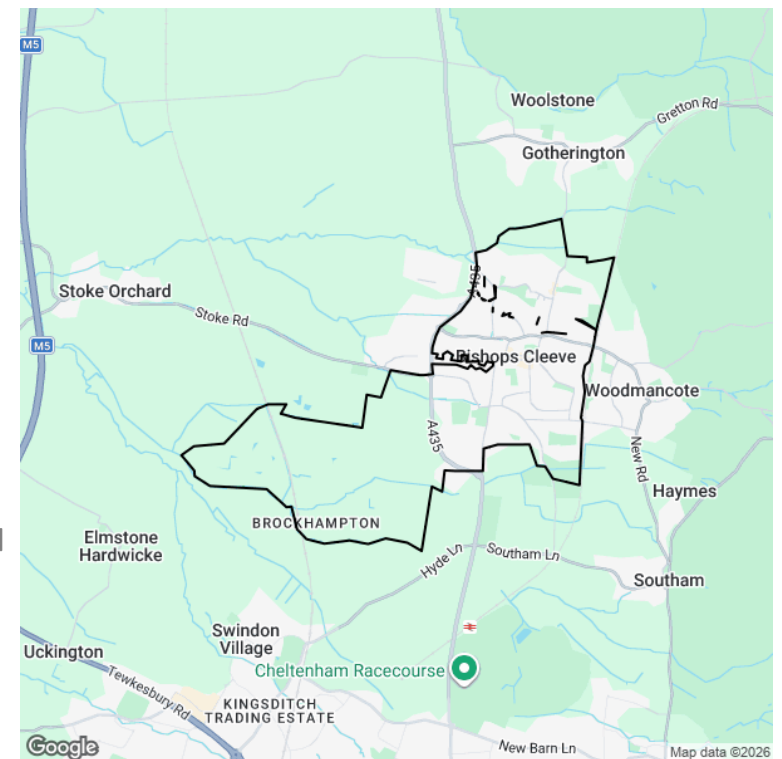 M5
Woolstone
Gretton Rd
Gotherington
A435
Stoke Orchard
Stoke Rd
M5
Bishops Cleeve
Woodmancote
A435
New Rd
Haymes
BROCKHAMPTON
Elmstone
Hardwicke
Hyde Ln
Southam Ln
Southam
Swindon
Village
Uckington
Cheltenham Racecourse
Tewkesbury Rd
KINGSDITCH
TRADING ESTATE
New Barn Ln
Google
Map data ©2026